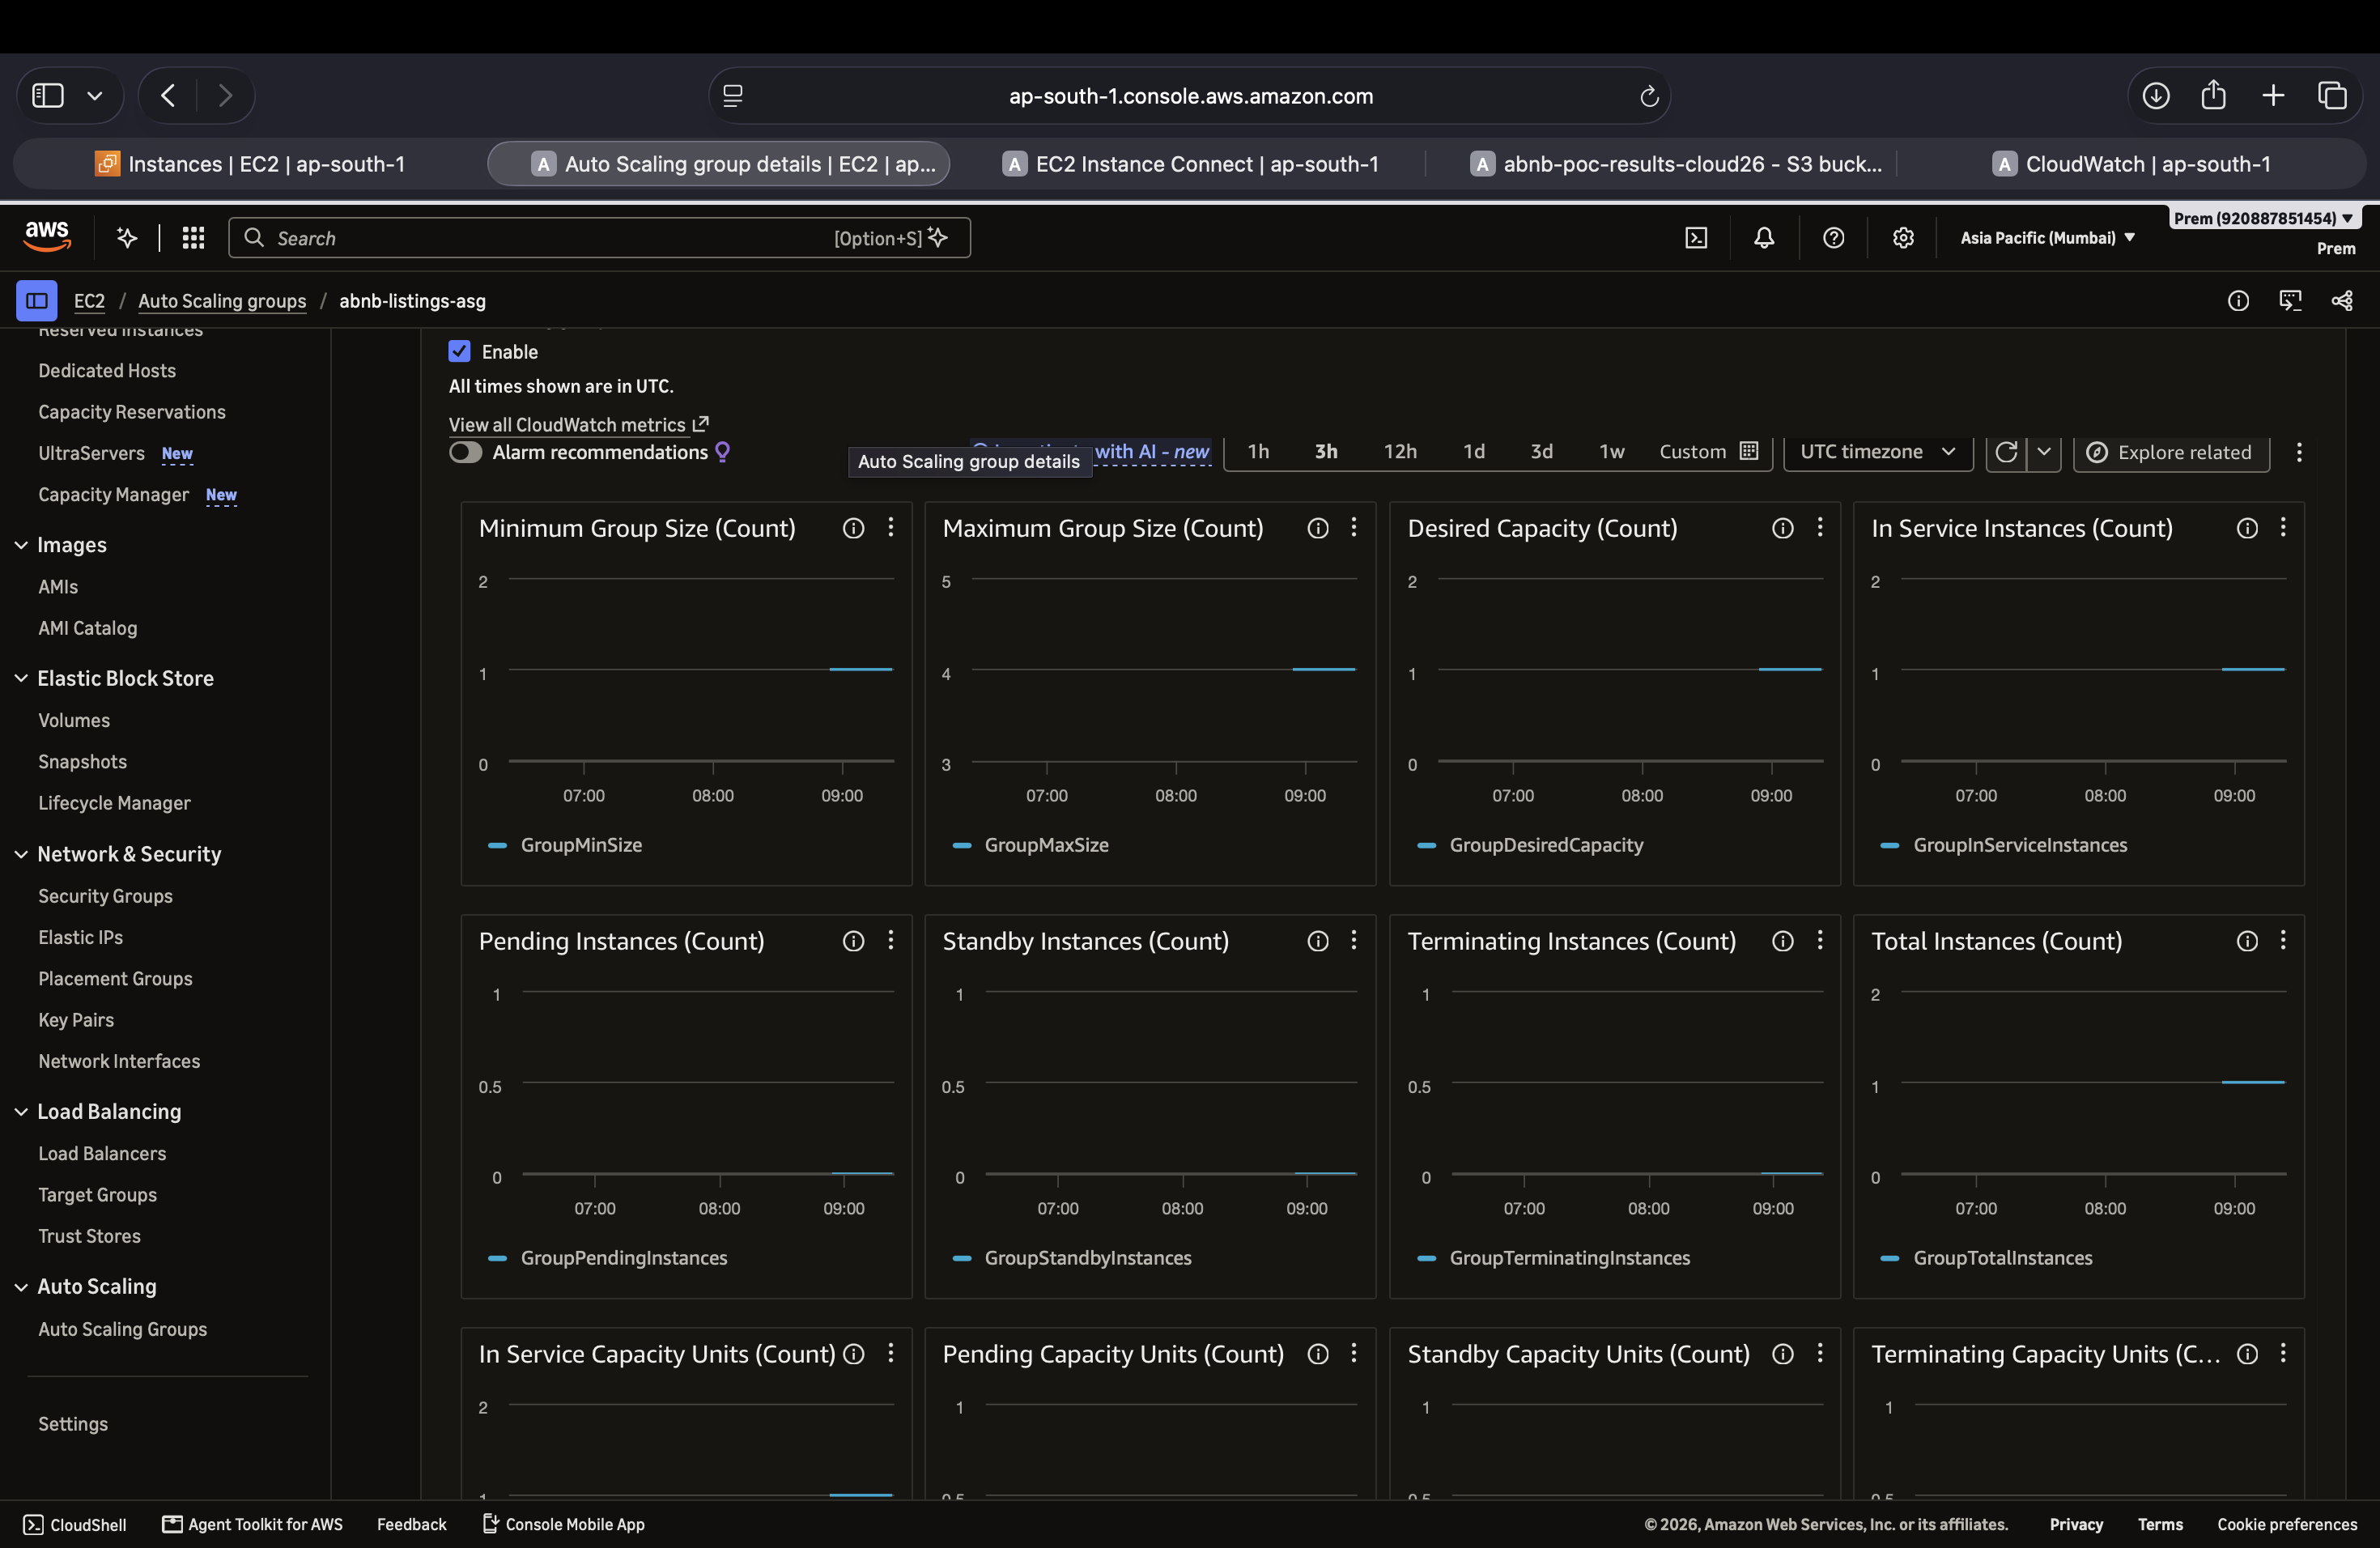 ap-south-1.console.aws.amazon.com
Instances | EC2 | ap-south-1
Auto Scaling group details | EC2 | ap...
EC2 Instance Connect | ap-south-1
abnb-poc-results-cloud26 - S3 buck...
CloudWatch | ap-south-1
aws
Search
[Option+S]
Asia Pacific (Mumbai)
Prem (920887851454)
Prem
EC2 / Auto Scaling groups / abnb-listings-asg
Reserved Instances
Dedicated Hosts
Capacity Reservations
UltraServers New
Capacity Manager New
Images
AMIs
AMI Catalog
Elastic Block Store
Volumes
Snapshots
Lifecycle Manager
Network & Security
Security Groups
Elastic IPs
Placement Groups
Key Pairs
Network Interfaces
Load Balancing
Load Balancers
Target Groups
Trust Stores
Auto Scaling
Auto Scaling Groups
Settings
Enable
All times shown are in UTC.
View all CloudWatch metrics
Alarm recommendations
Auto Scaling group details
with AI - new
1h 3h 12h 1d 3d 1w Custom
UTC timezone
Explore related
Minimum Group Size (Count)
2
1
0
07:00 08:00 09:00
GroupMinSize
Maximum Group Size (Count)
5
4
3
07:00 08:00 09:00
GroupMaxSize
Desired Capacity (Count)
2
1
0
07:00 08:00 09:00
GroupDesiredCapacity
In Service Instances (Count)
2
1
0
07:00 08:00 09:00
GroupInServiceInstances
Pending Instances (Count)
1
0.5
0
07:00 08:00 09:00
GroupPendingInstances
Standby Instances (Count)
1
0.5
0
07:00 08:00 09:00
GroupStandbyInstances
Terminating Instances (Count)
1
0.5
0
07:00 08:00 09:00
GroupTerminatingInstances
Total Instances (Count)
2
1
0
07:00 08:00 09:00
GroupTotalInstances
In Service Capacity Units (Count)
2
1
Pending Capacity Units (Count)
1
0.5
Standby Capacity Units (Count)
1
0.5
Terminating Capacity Units (C...
1
0.5
CloudShell
Agent Toolkit for AWS
Feedback
Console Mobile App
© 2026, Amazon Web Services, Inc. or its affiliates.
Privacy
Terms
Cookie preferences